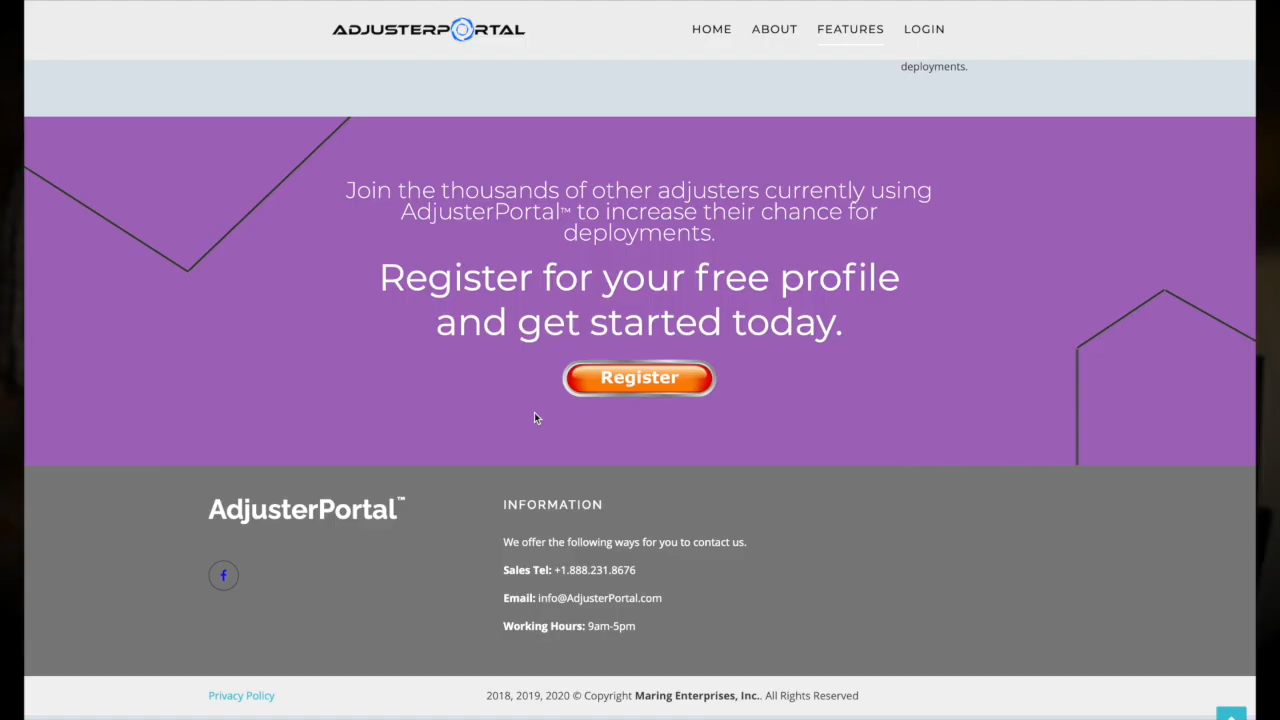 ADJUSTERPORTAL
HOME ABOUT FEATURES LOGIN
deployments.
Join the thousands of other adjusters currently using
AdjusterPortal™ to increase their chance for
deployments.
Register for your free profile
and get started today.
Register
AdjusterPortal™
INFORMATION
We offer the following ways for you to contact us.
Sales Tel: +1.888.231.8676
Email: info@AdjusterPortal.com
Working Hours: 9am-5pm
Privacy Policy
2018, 2019, 2020 © Copyright Maring Enterprises, Inc.. All Rights Reserved